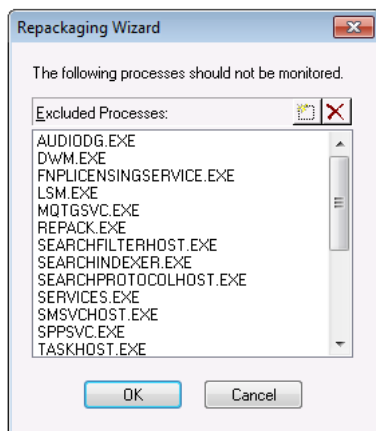 Repackaging Wizard
The following processes should not be monitored.
Excluded Processes:
AUDIODG.EXE
DWM.EXE
FNPLICENSINGSERVICE.EXE
LSM.EXE
MQTGSVC.EXE
REPACK.EXE
SEARCHFILTERHOST.EXE
SEARCHINDEXER.EXE
SEARCHPROTOCOLHOST.EXE
SERVICES.EXE
SMSVCHOST.EXE
SPPSVC.EXE
TASKHOST.EXE
OK Cancel